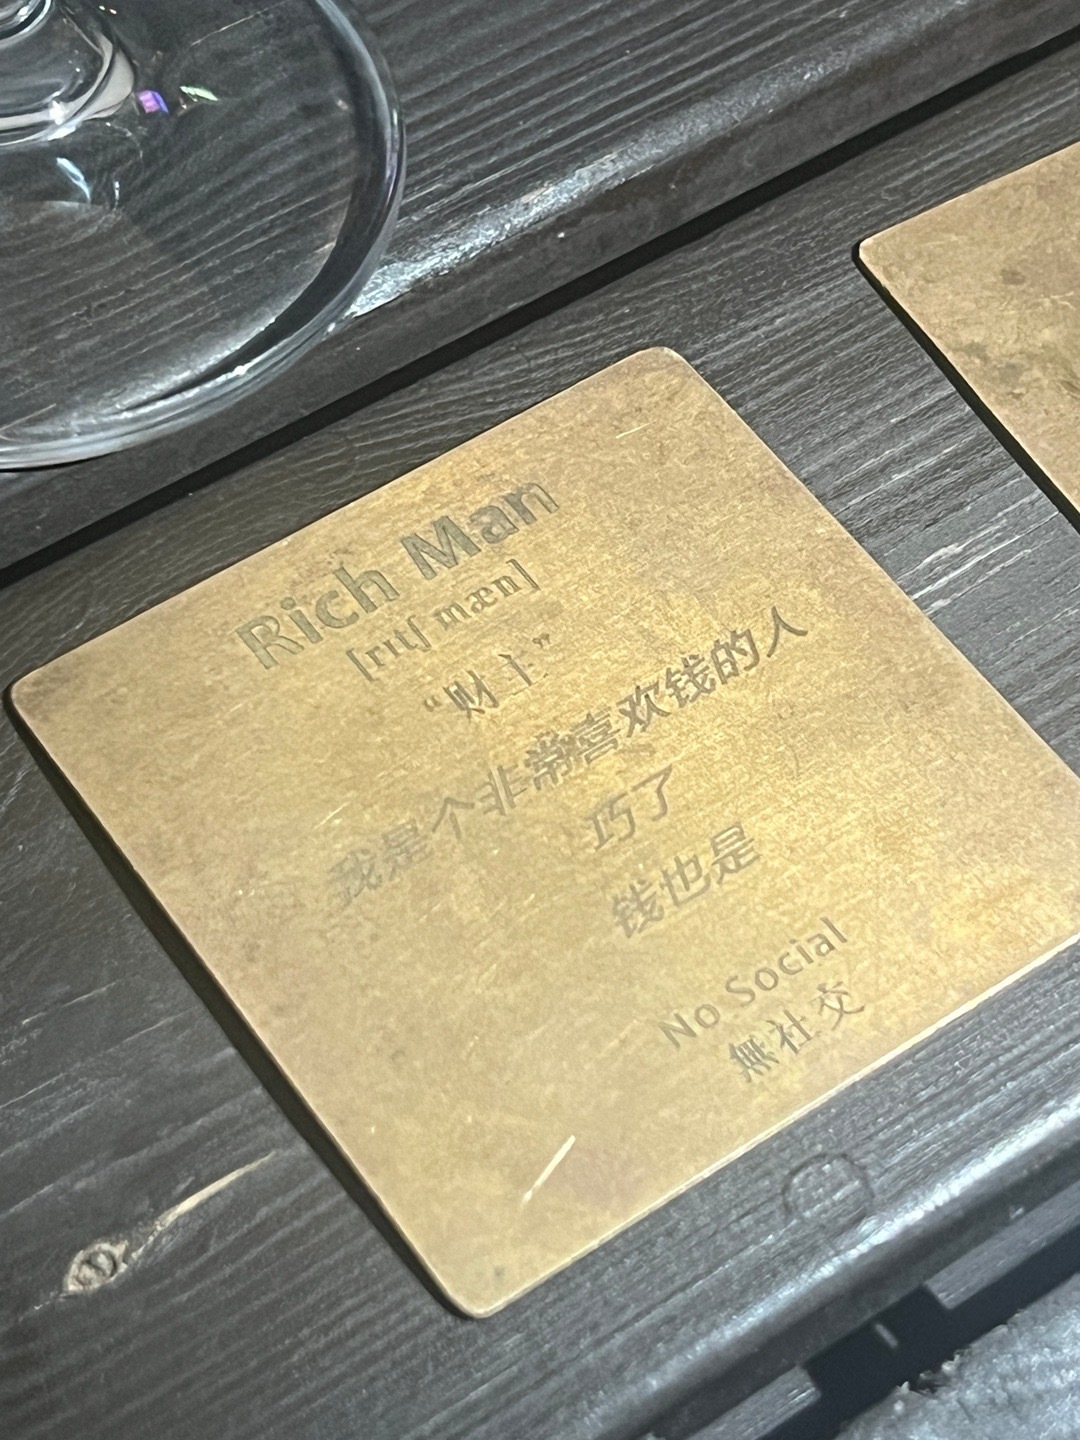 Rich Man
[rɪtʃ mæn]
“财主”
我是个非常喜欢钱的人
巧了
钱也是
No Social
無社交